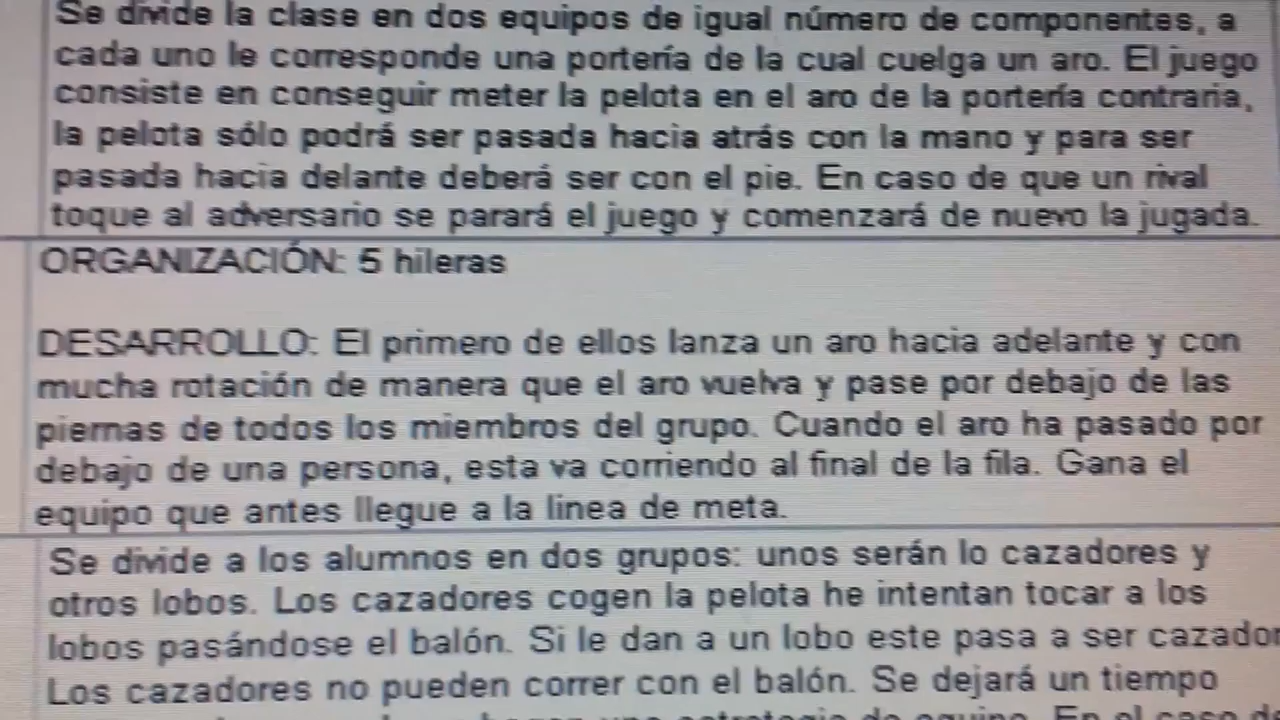 Se divide la clase en dos equipos de igual número de componentes, a
cada uno le corresponde una portería de la cual cuelga un aro. El juego
consiste en conseguir meter la pelota en el aro de la portería contraria,
la pelota sólo podrá ser pasada hacia atrás con la mano y para ser
pasada hacia delante deberá ser con el pie. En caso de que un rival
toque al adversario se parará el juego y comenzará de nuevo la jugada.
ORGANIZACIÓN: 5 hileras
DESARROLLO: El primero de ellos lanza un aro hacia adelante y con
mucha rotación de manera que el aro vuelva y pase por debajo de las
piernas de todos los miembros del grupo. Cuando el aro ha pasado por
debajo de una persona, esta va corriendo al final de la fila. Gana el
equipo que antes llegue a la linea de meta.
Se divide a los alumnos en dos grupos: unos serán lo cazadores y
otros lobos. Los cazadores cogen la pelota he intentan tocar a los
lobos pasándose el balón. Si le dan a un lobo este pasa a ser cazador
Los cazadores no pueden correr con el balón. Se dejará un tiempo
una estrategia de equipo. En el caso de